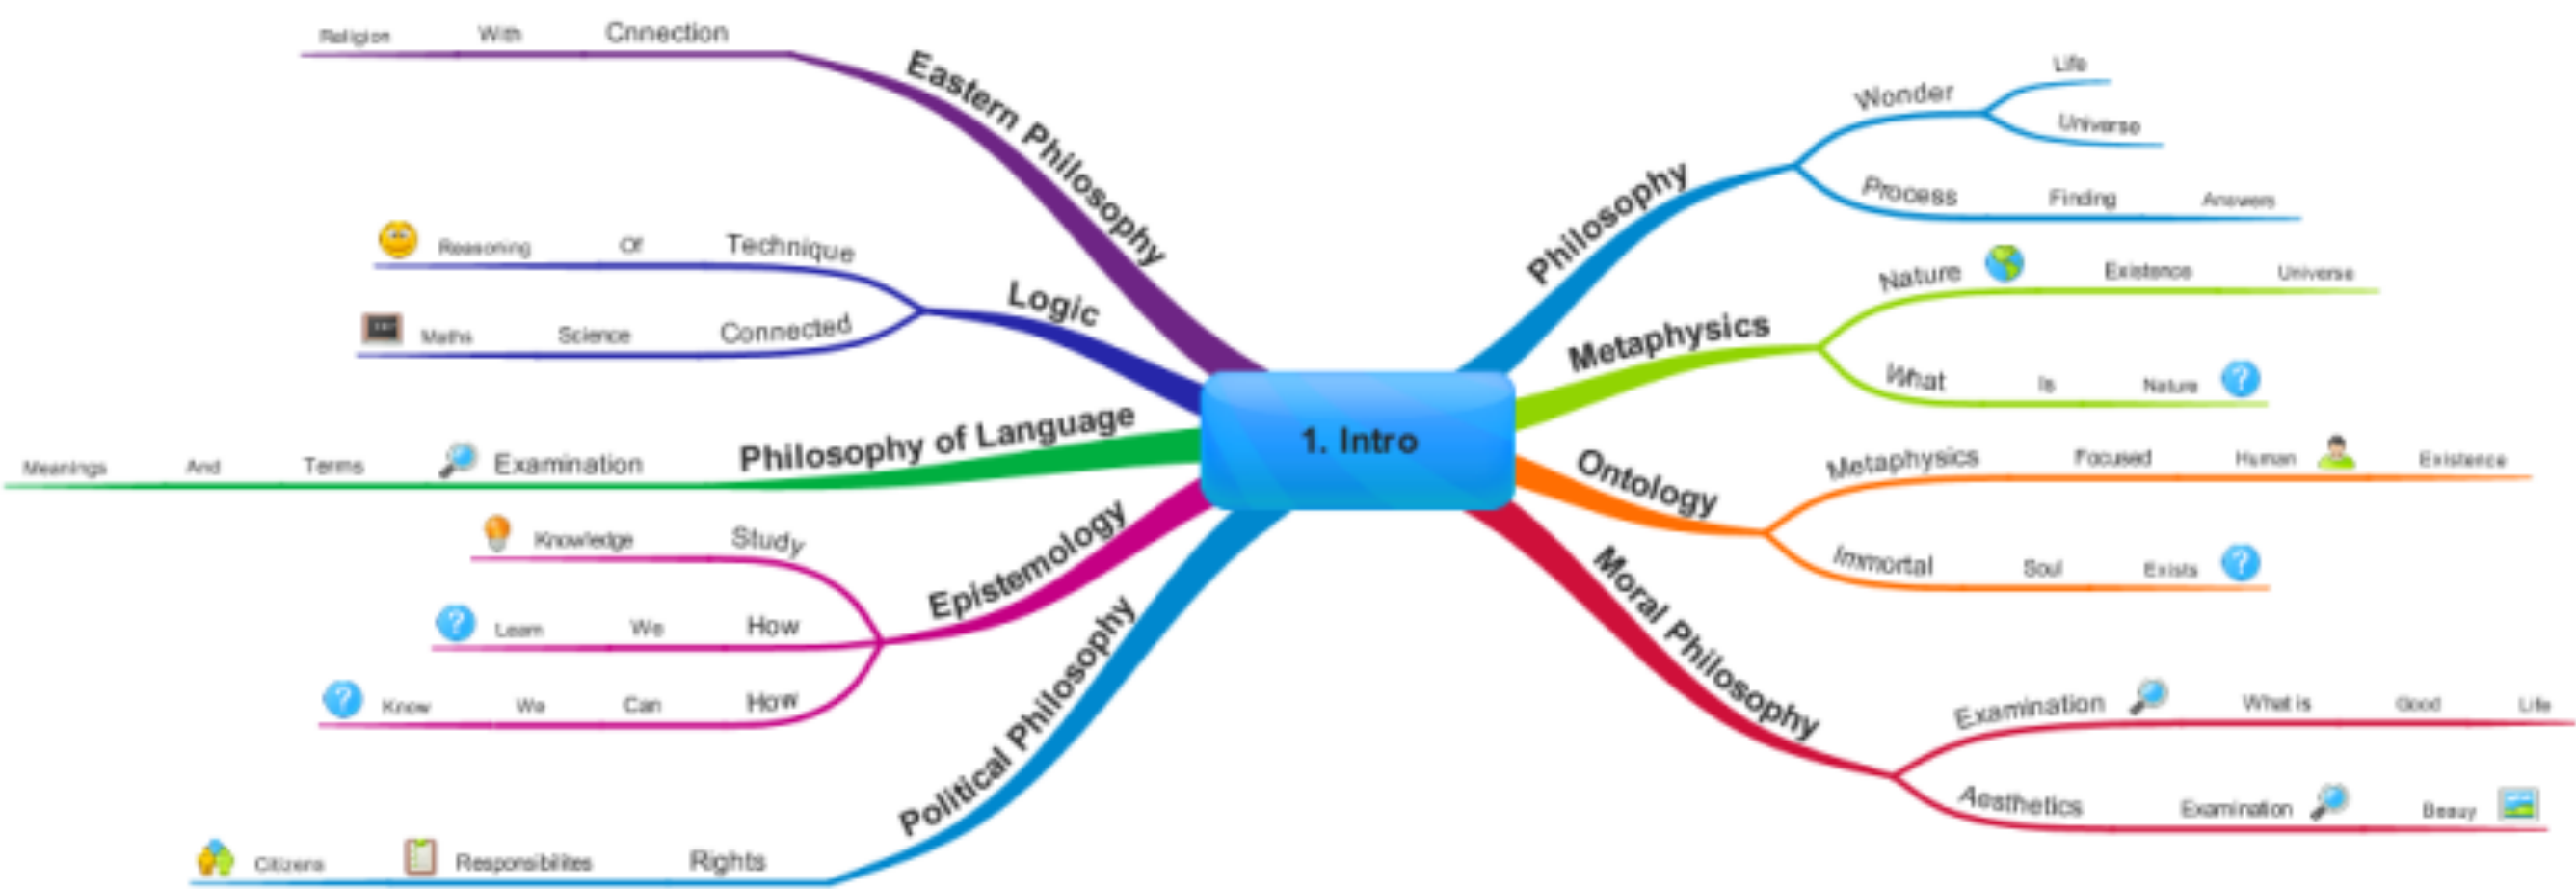 1. Intro
Philosophy
Wonder
Life
Universe
Process Finding Answers
Metaphysics
Nature Existence Universe
What Is Nature
Ontology
Metaphysics Focused Human Existence
Immortal Soul Exists
Moral Philosophy
Examination What is Good Life
Aesthetics Examination Beauy
Eastern Philosophy
Religion With Cnnection
Logic
Reasoning Of Technique
Maths Science Connected
Philosophy of Language
Meanings And Terms Examination
Epistemology
Knowledge Study
Learn We How
Know We Can How
Political Philosophy
Citizens Responsibilites Rights